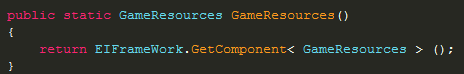 public static GameResources GameResources()
{
return EIFrameWork.GetComponent< GameResources > ();
}